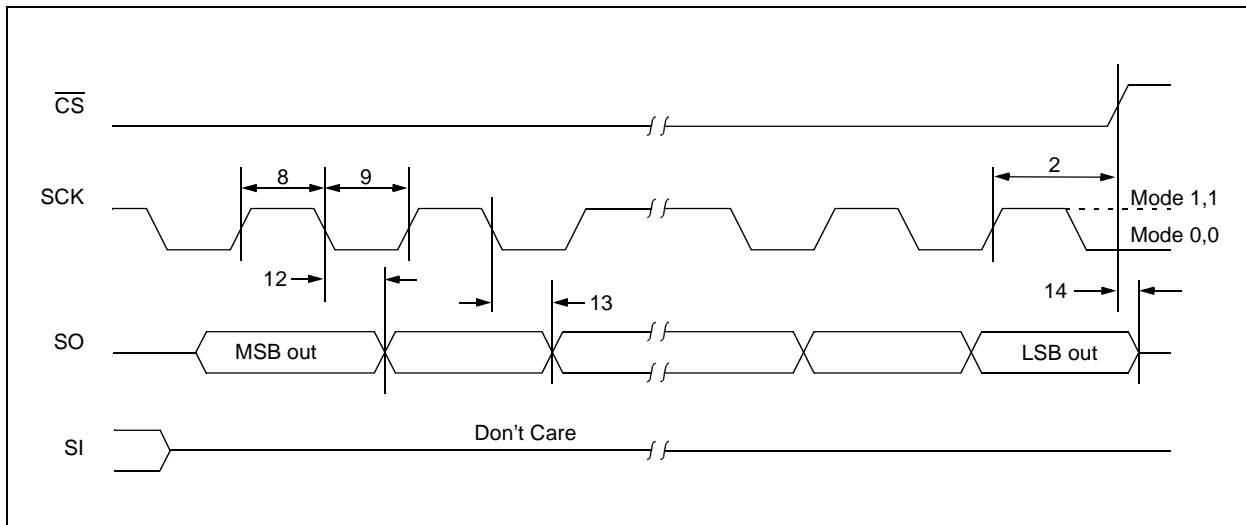 CS
8
9
2
SCK
Mode 1,1
Mode 0,0
12
13
14
SO
MSB out
LSB out
SI
Don't Care